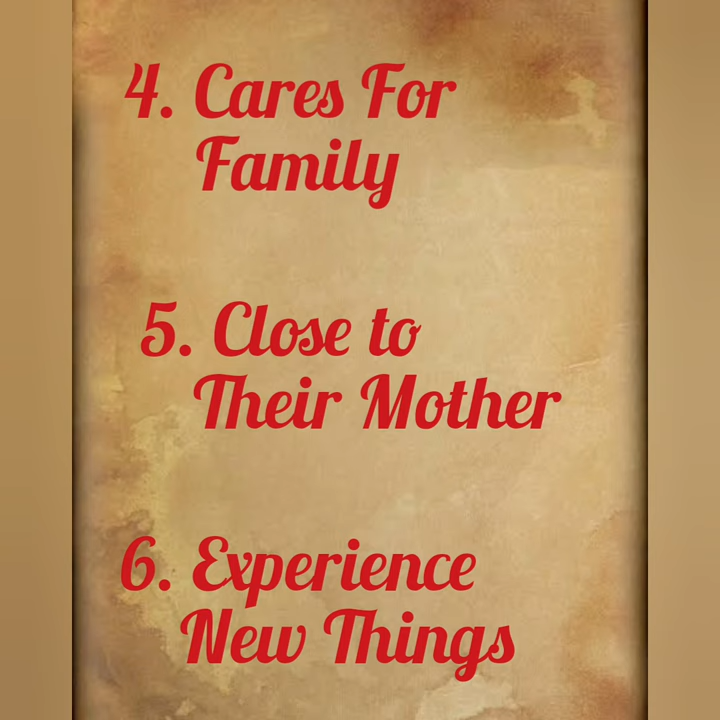 4. Cares For
Family
5. Close to
Their Mother
6. Experience
New Things